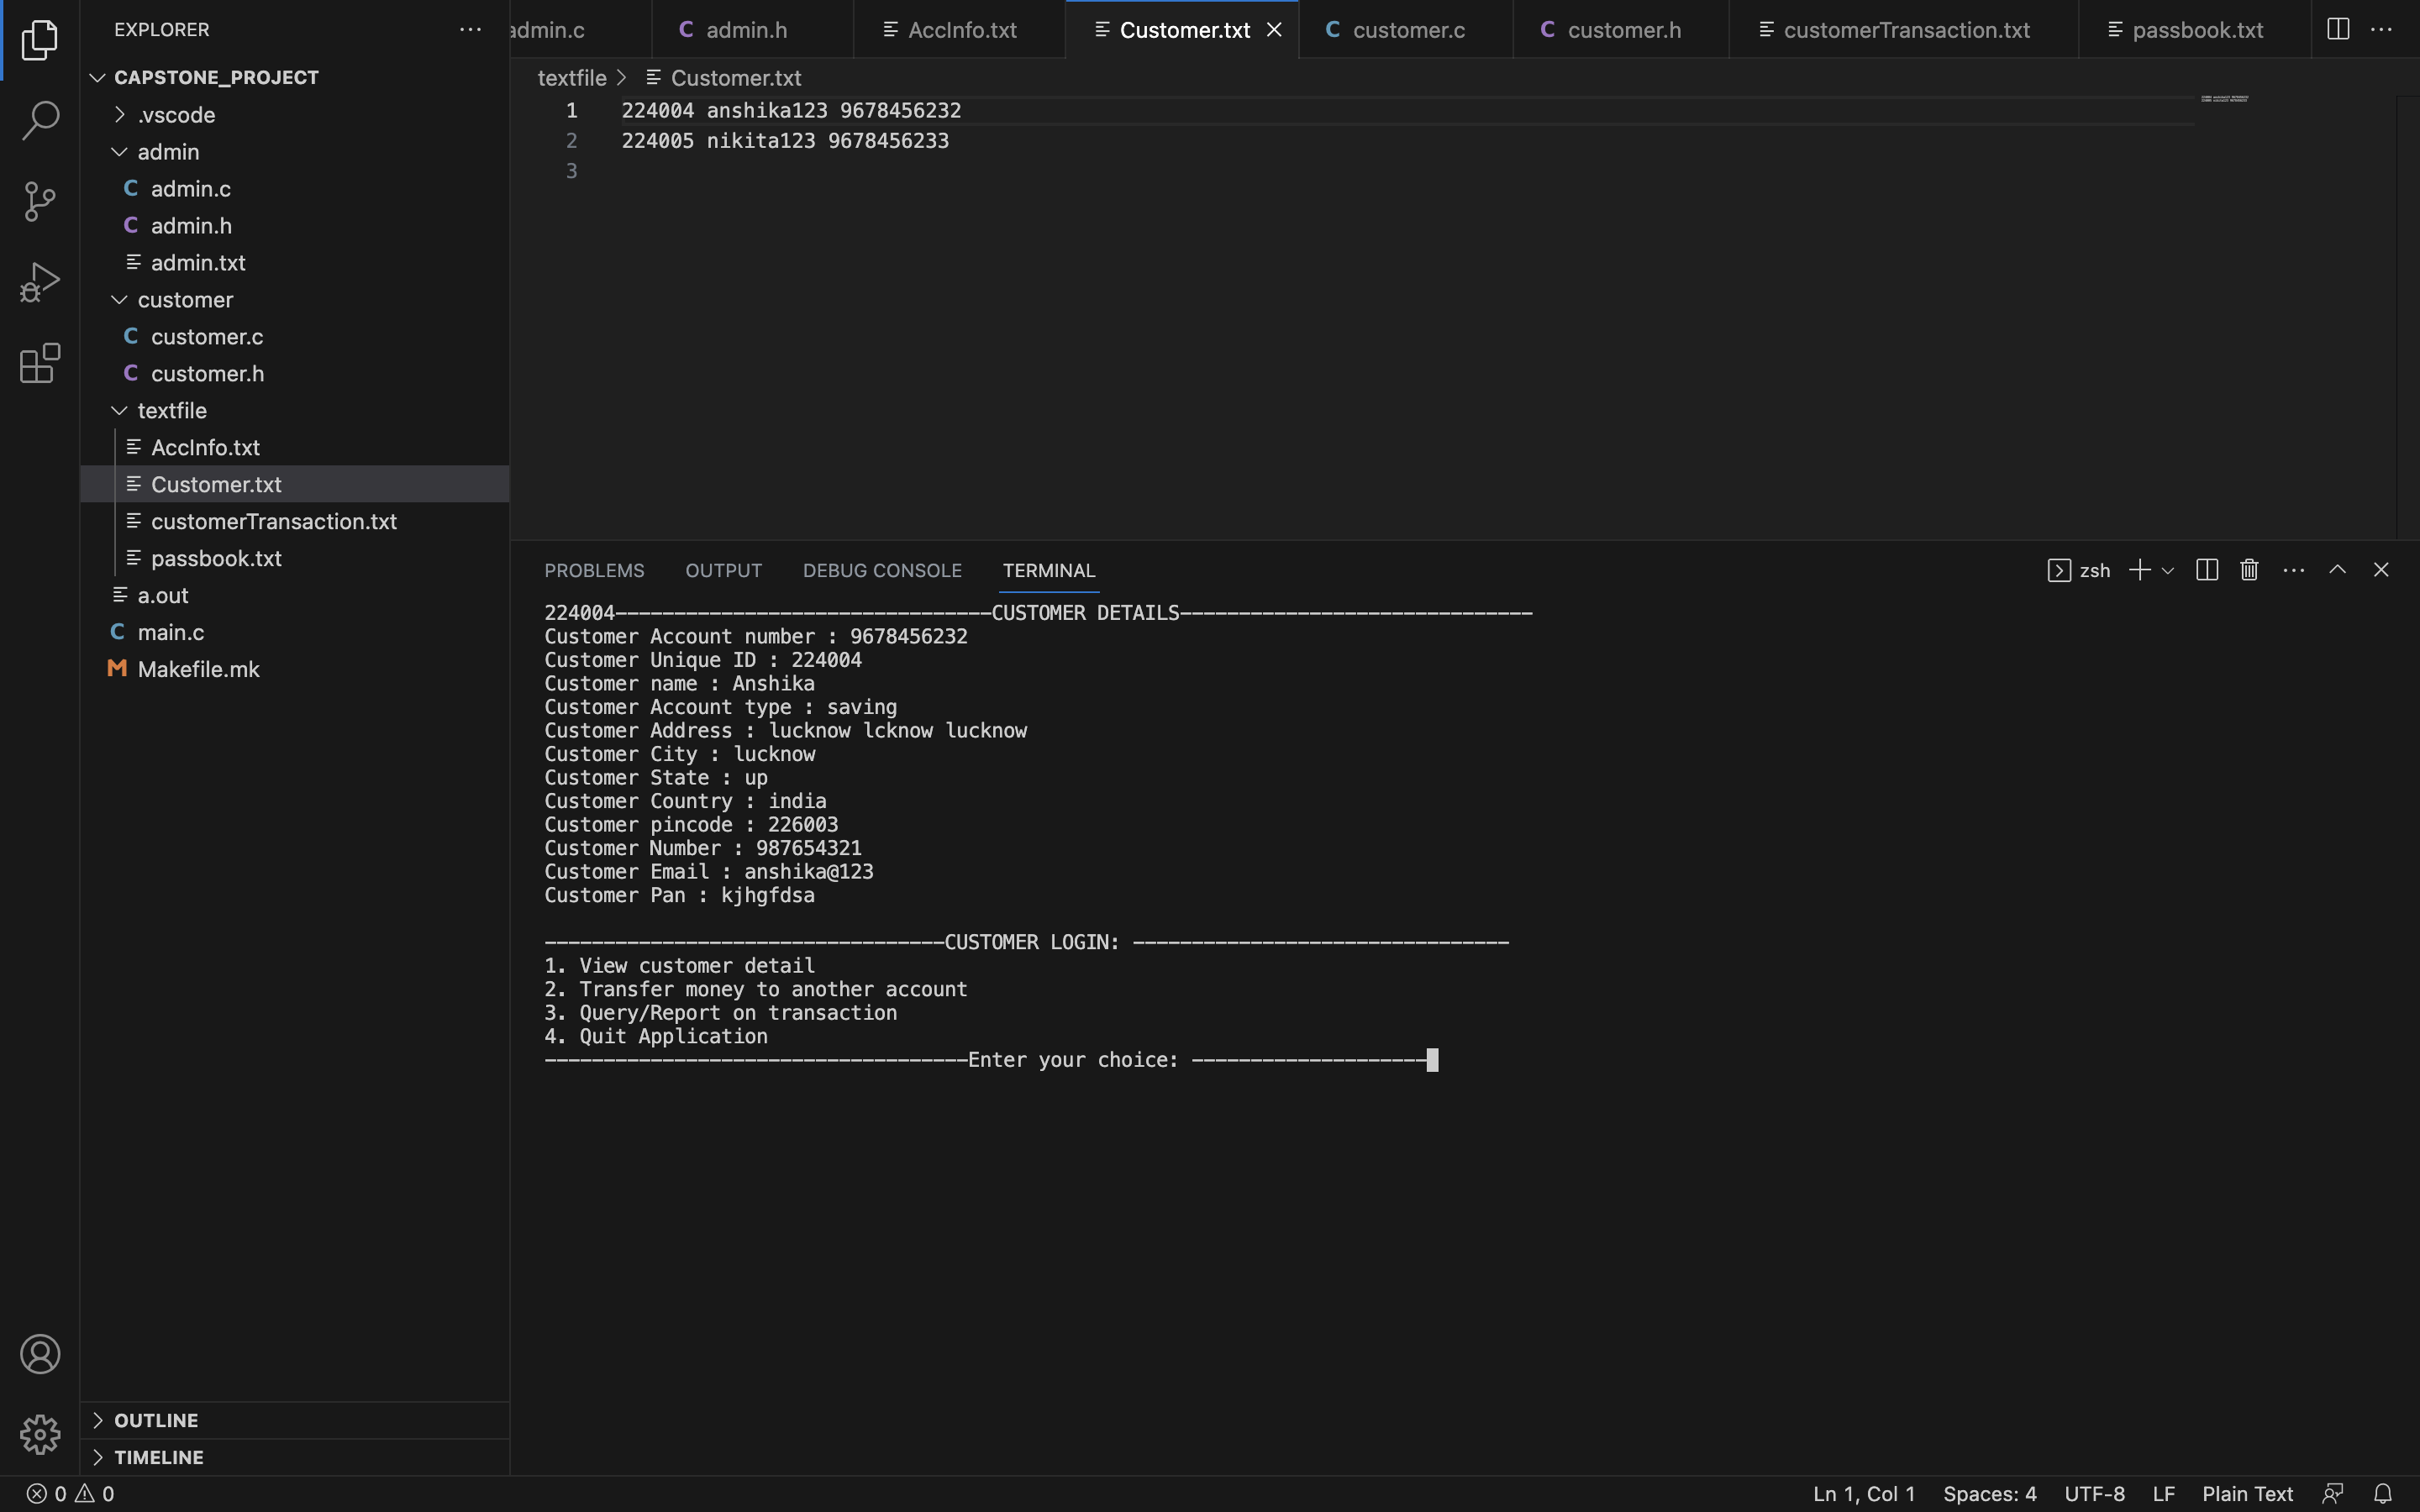 EXPLORER
CAPSTONE_PROJECT
.vscode
admin
C admin.c
C admin.h
admin.txt
customer
C customer.c
C customer.h
textfile
AccInfo.txt
Customer.txt
customerTransaction.txt
passbook.txt
a.out
C main.c
M Makefile.mk
OUTLINE
TIMELINE
admin.c C admin.h AccInfo.txt Customer.txt C customer.c C customer.h customerTransaction.txt passbook.txt
textfile > Customer.txt
1 224004 anshika123 9678456232
2 224005 nikita123 9678456233
3
PROBLEMS OUTPUT DEBUG CONSOLE TERMINAL zsh
224004--------------------------------CUSTOMER DETAILS------------------------------
Customer Account number : 9678456232
Customer Unique ID : 224004
Customer name : Anshika
Customer Account type : saving
Customer Address : lucknow lcknow lucknow
Customer City : lucknow
Customer State : up
Customer Country : india
Customer pincode : 226003
Customer Number : 987654321
Customer Email : anshika@123
Customer Pan : kjhgfdsa
----------------------------------CUSTOMER LOGIN: --------------------------------
1. View customer detail
2. Transfer money to another account
3. Query/Report on transaction
4. Quit Application
------------------------------------Enter your choice: --------------------
0 0 Ln 1, Col 1 Spaces: 4 UTF-8 LF Plain Text